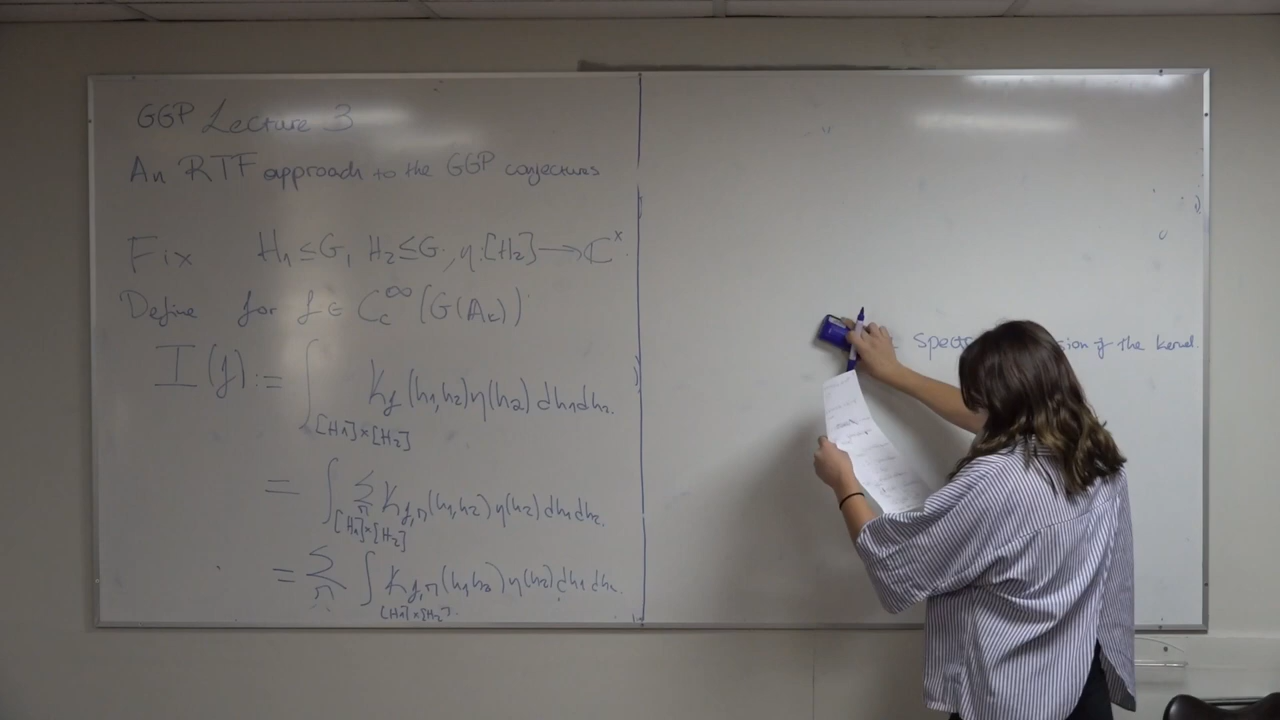 GGP Lecture 3
An RTF approach to the GGP conjectures
Fix H₁≤G, H₂≤G, η:[H₂]→ℂˣ
Define for f ∈ C_c^∞(G(A_k))
I(f) := ∫_{[H₁]×[H₂]} K_f(h₁,h₂)η(h₂)dh₁dh₂.
= ∫_{[H₁]×[H₂]} Σ_π K_{f,π}(h₁,h₂)η(h₂)dh₁dh₂.
= Σ_π ∫_{[H₁]×[H₂]} K_{f,π}(h₁,h₂)η(h₂)dh₁dh₂.
of the kernel